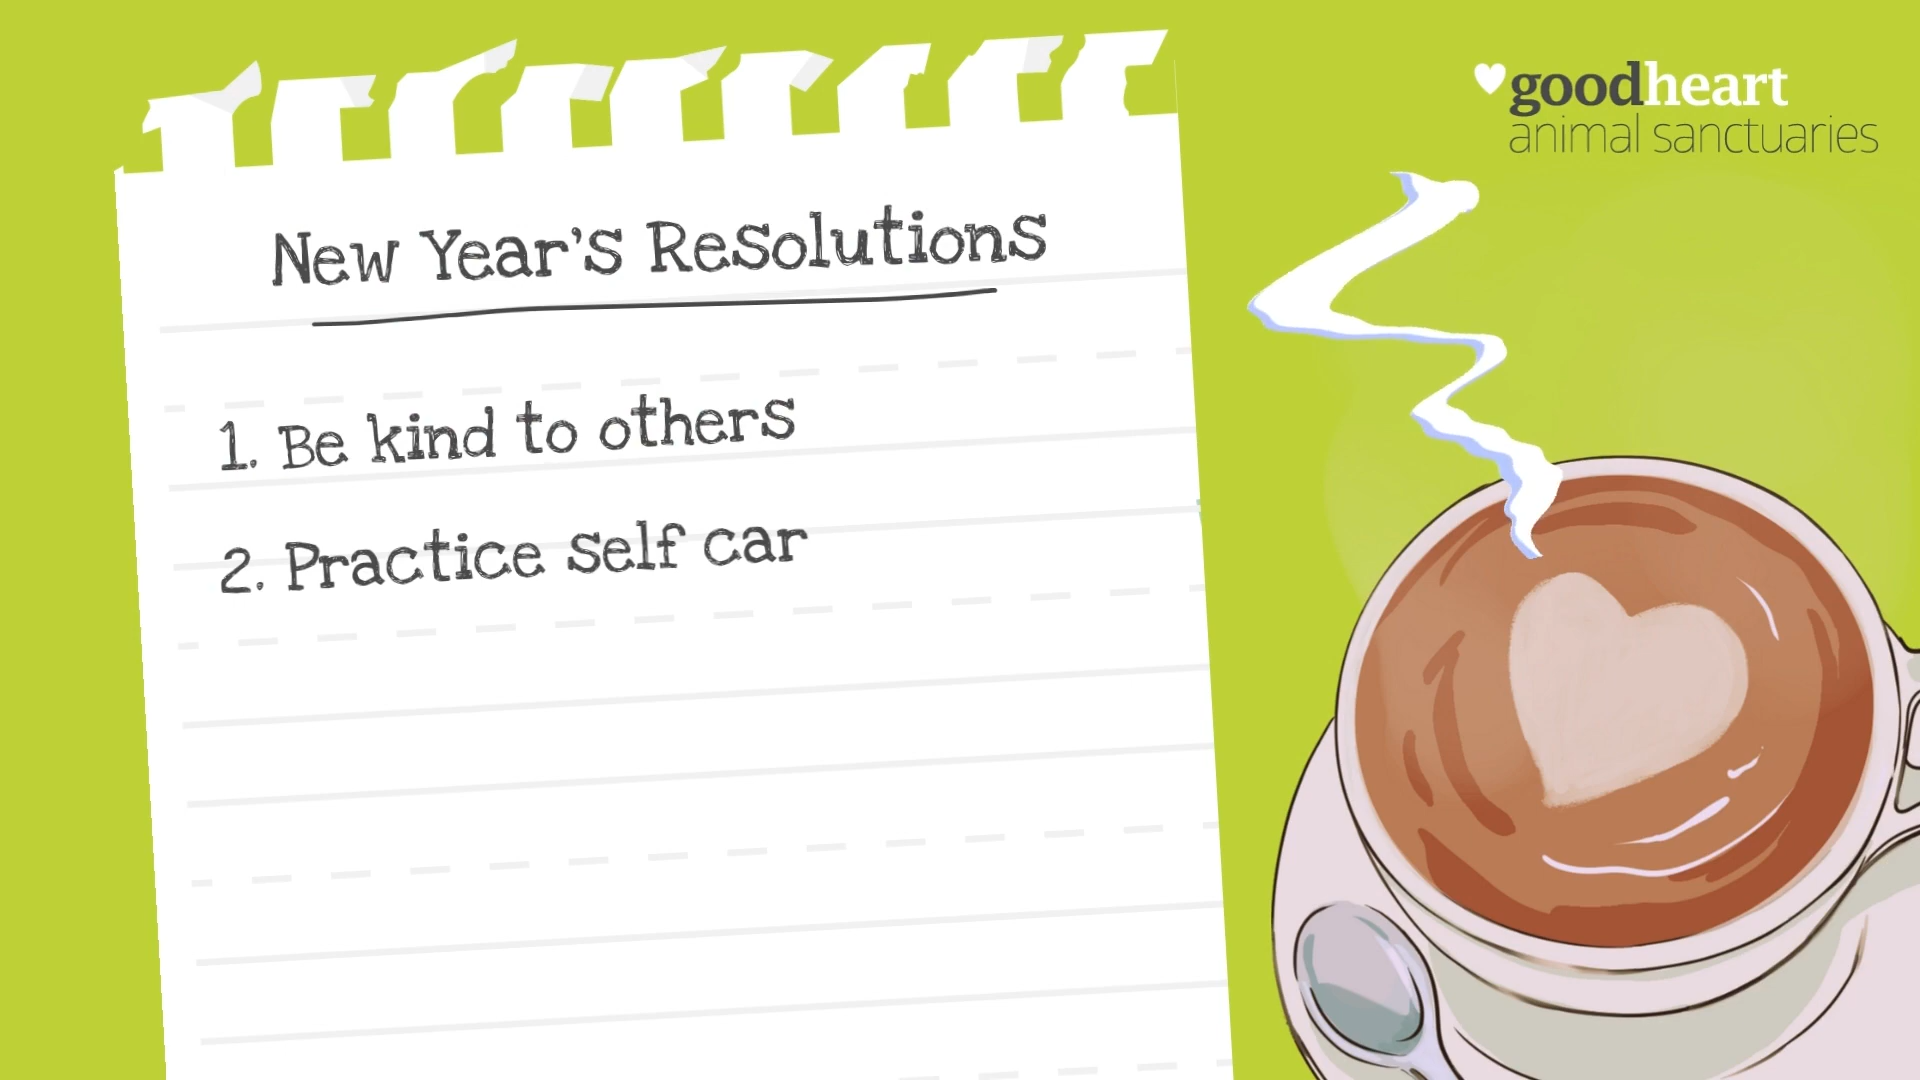 goodheart
animal sanctuaries
New Year's Resolutions
1. Be kind to others
2. Practice self car